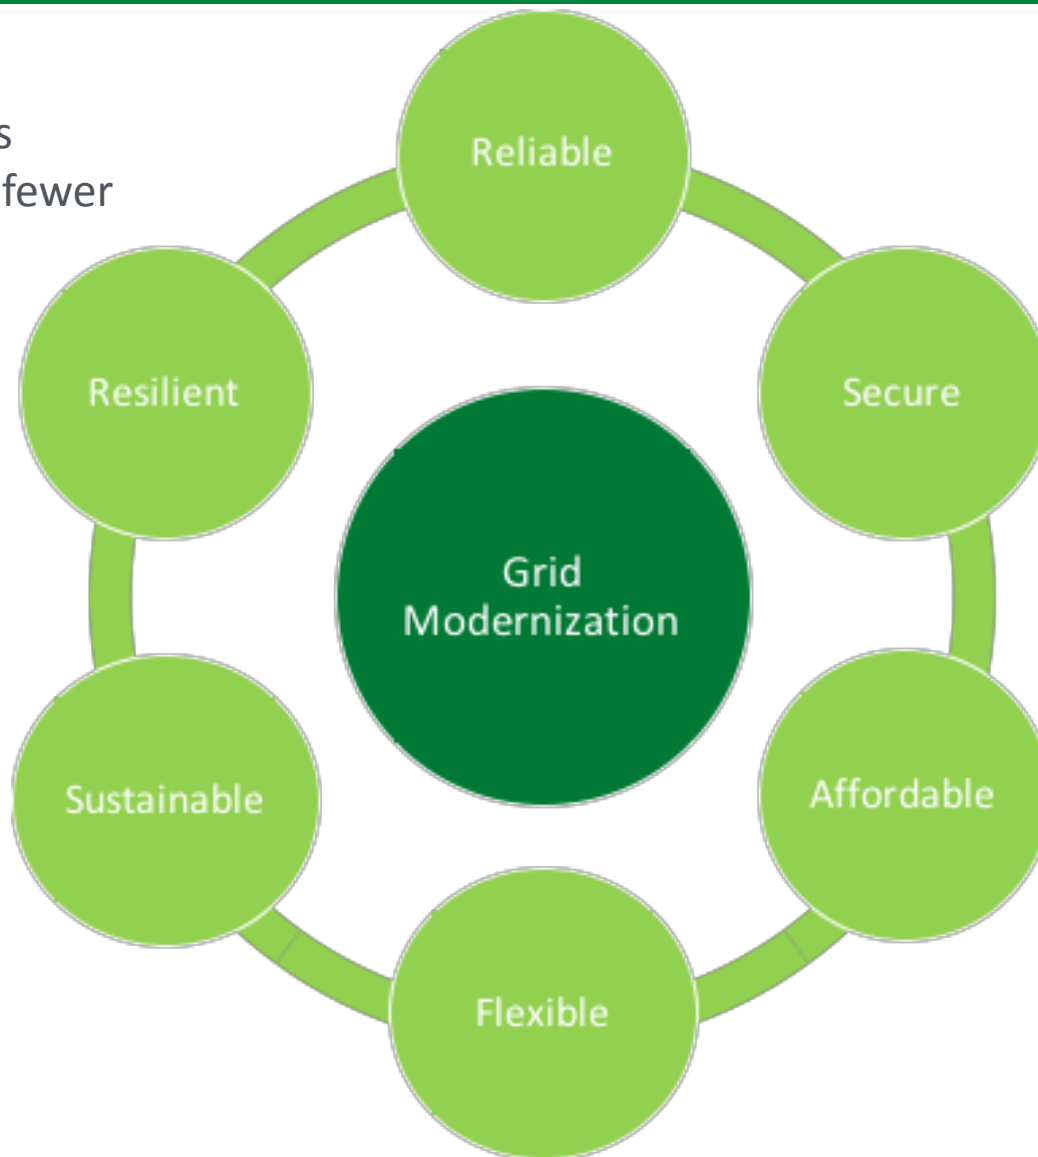 s
fewer
Reliable
Resilient
Secure
Grid
Modernization
Sustainable
Affordable
Flexible